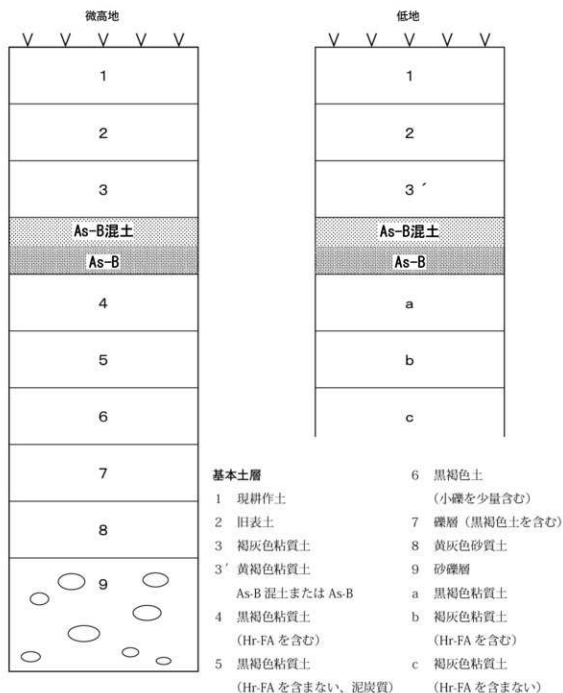 微高地
1
2
3
As-B混土
As-B
4
5
6
7
8
9
低地
1
2
3´
As-B混土
As-B
a
b
c
基本土層
1 現耕作土
2 旧表土
3 褐灰色粘質土
3´ 黄褐色粘質土
As-B 混土または As-B
4 黒褐色粘質土
(Hr-FA を含む)
5 黒褐色粘質土
(Hr-FA を含まない、泥炭質)
6 黒褐色土
(小礫を少量含む)
7 礫層（黒褐色土を含む）
8 黄灰色砂質土
9 砂礫層
a 黒褐色粘質土
b 褐灰色粘質土
(Hr-FA を含む)
c 褐灰色粘質土
(Hr-FA を含まない)